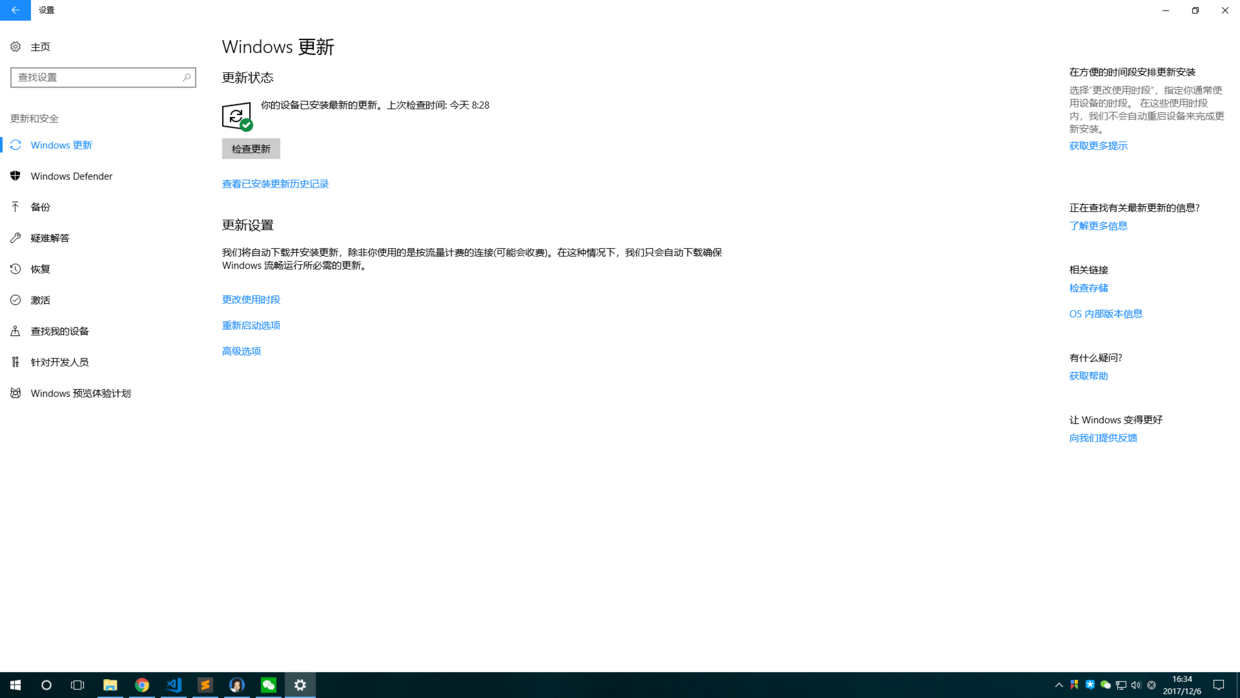 设置
主页
查找设置
更新和安全
Windows 更新
Windows Defender
备份
疑难解答
恢复
激活
查找我的设备
针对开发人员
Windows 预览体验计划
Windows 更新
更新状态
你的设备已安装最新的更新。上次检查时间: 今天 8:28
检查更新
查看已安装更新历史记录
更新设置
我们将自动下载并安装更新，除非你使用的是按流量计费的连接(可能会收费)。在这种情况下，我们只会自动下载确保
Windows 流畅运行所必需的更新。
更改使用时段
重新启动选项
高级选项
在方便的时间段安排更新安装
选择“更改使用时段”，指定你通常使
用设备的时段。 在这些使用时段
内，我们不会自动重启设备来完成更
新安装。
获取更多提示
正在查找有关最新更新的信息?
了解更多信息
相关链接
检查存储
OS 内部版本信息
有什么疑问?
获取帮助
让 Windows 变得更好
向我们提供反馈
16:34
2017/12/6